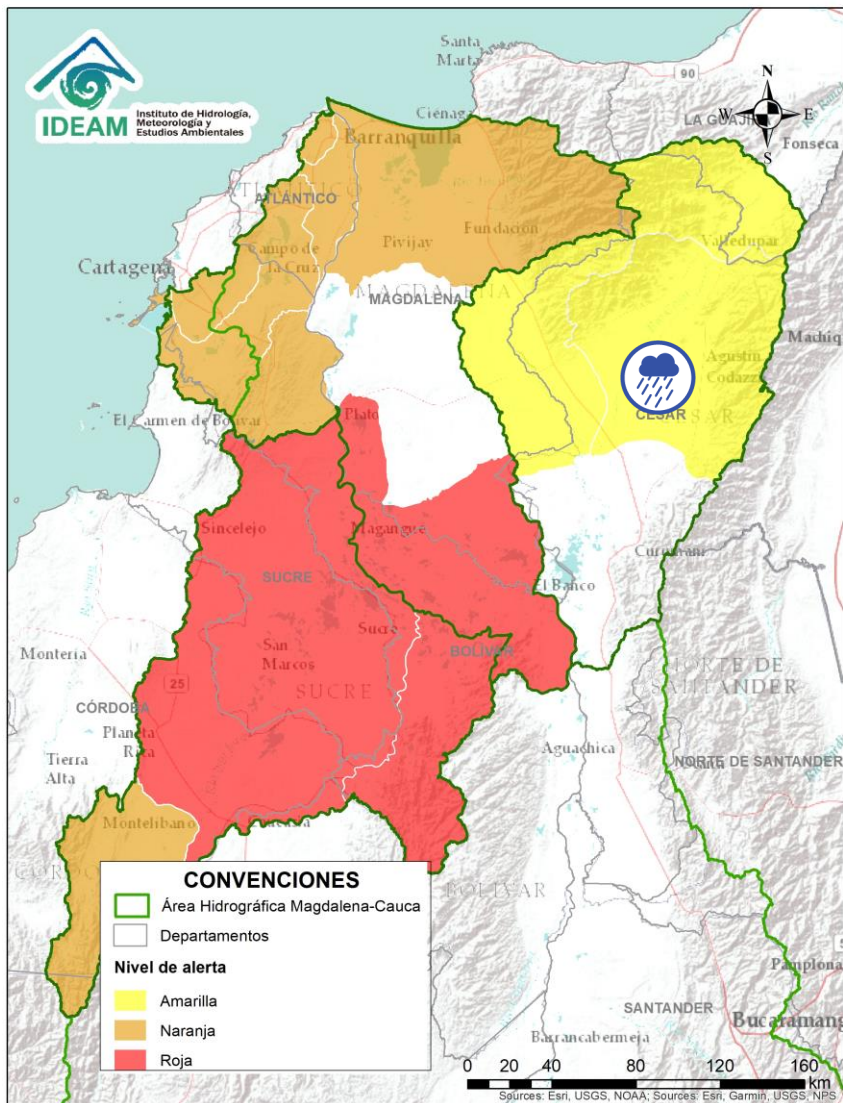 Santa
Marta
90
N
W
E
S
IDEAM
Instituto de Hidrología,
Meteorología y
Estudios Ambientales
Ciénaga
LA GUAJIRA
Fonseca
Barranquilla
ATLÁNTICO
ATLÁNTICO
Valledupar
Campo de
la Cruz
Pivijay
Fundación
Cartagena
MAGDALENA
MAGDALENA
Machiq
Agustín
Codazzi
CESAR
El Carmen de Bolívar
Plato
Sincelejo
Magangué
Curumaní
SUCRE
El Banco
Sucre
BOLÍVAR
Montería
San
Marcos
NORTE DE
SANTANDER
25
SUCRE
CÓRDOBA
Planeta
Rica
Aguachica
Tierra
Alta
NORTE DE SANTANDER
Montelíbano
Caucasia
CONVENCIONES
Área Hidrográfica Magdalena-Cauca
Departamentos
Nivel de alerta
Amarilla
Naranja
Roja
BOLÍVAR
Pamplona
SANTANDER
Bucaramang
Barrancabermeja
0 20 40 80 120 160
km
Sources: Esri, USGS, NOAA; Sources: Esri, Garmin, USGS, NPS